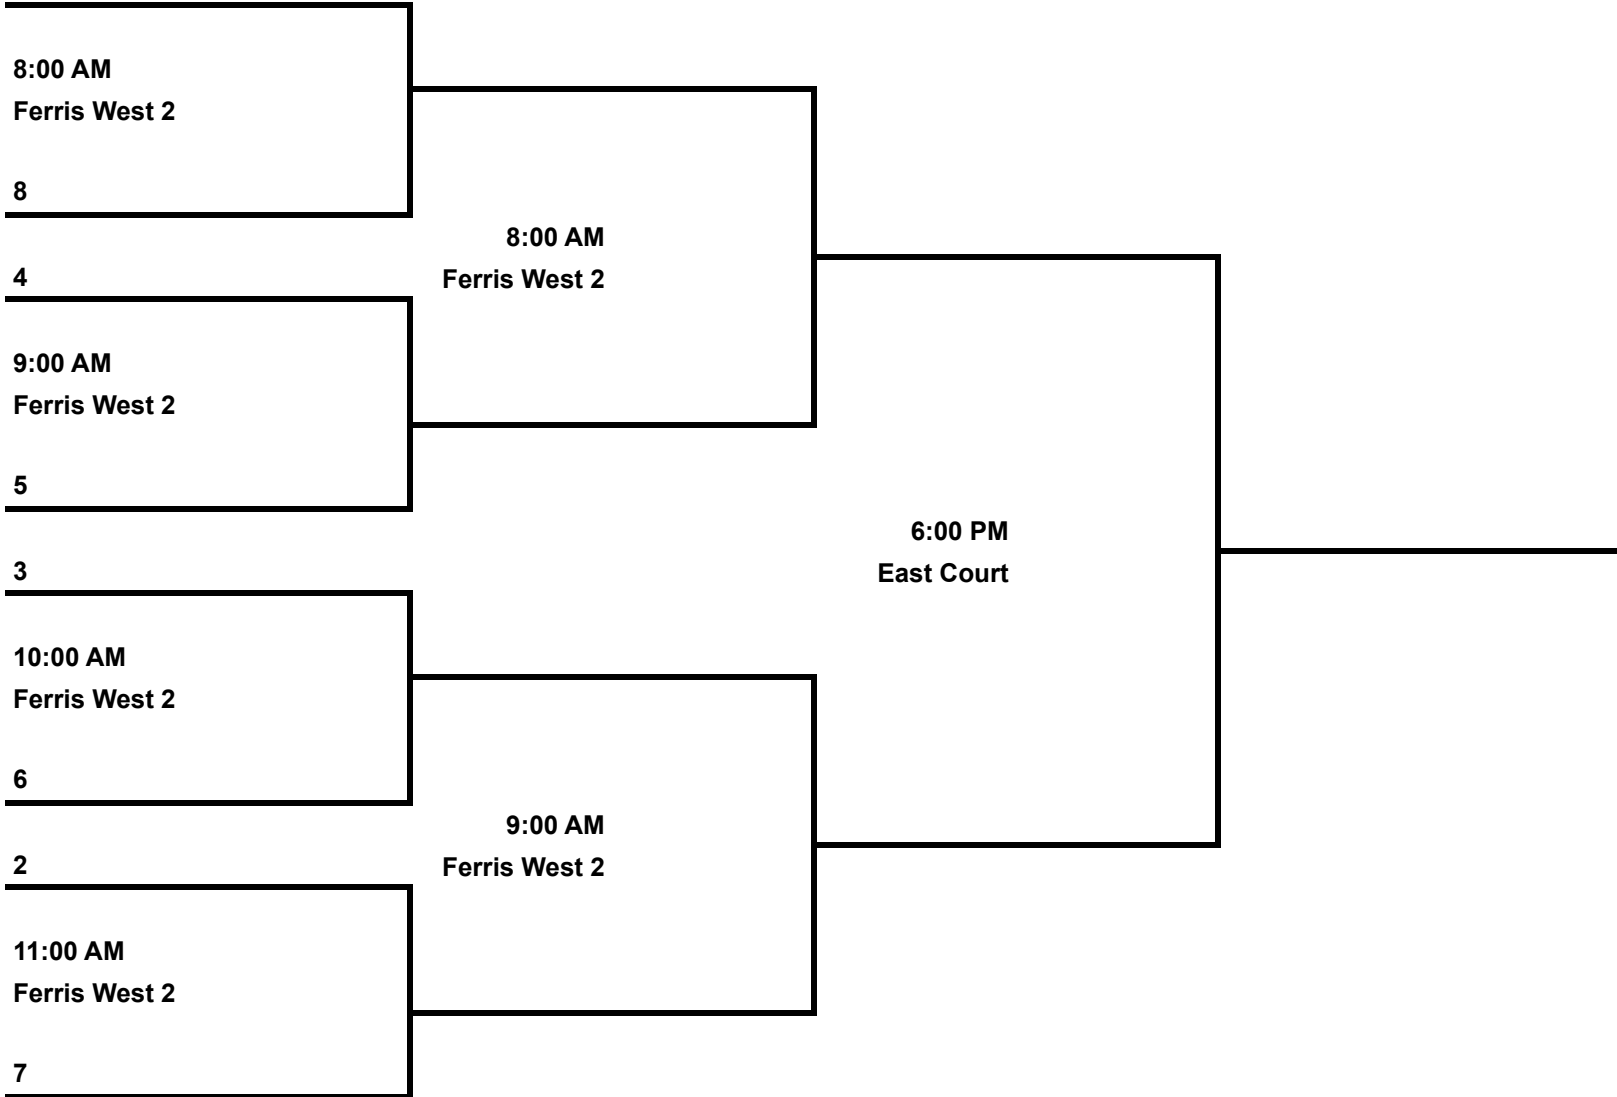 8:00 AM
Ferris West 2
8
4
9:00 AM
Ferris West 2
5
3
10:00 AM
Ferris West 2
6
2
11:00 AM
Ferris West 2
7
8:00 AM
Ferris West 2
9:00 AM
Ferris West 2
6:00 PM
East Court